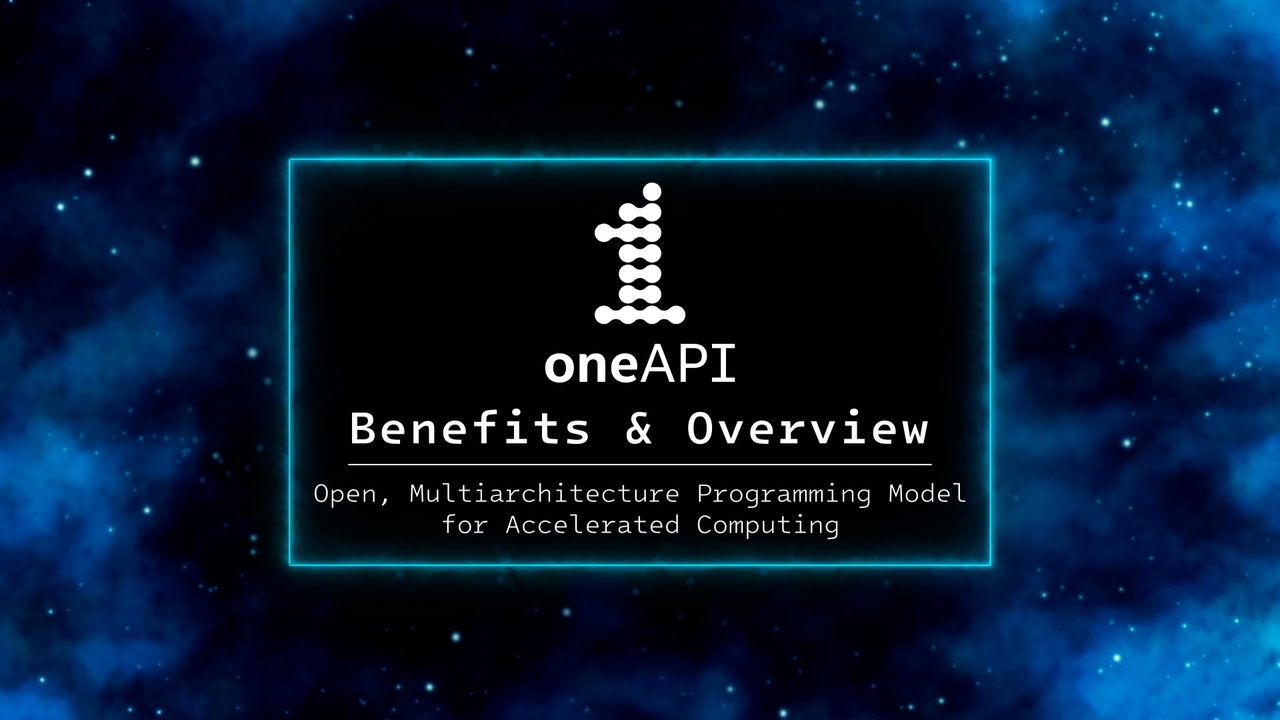 oneAPI
Benefits & Overview
Open, Multiarchitecture Programming Model
for Accelerated Computing